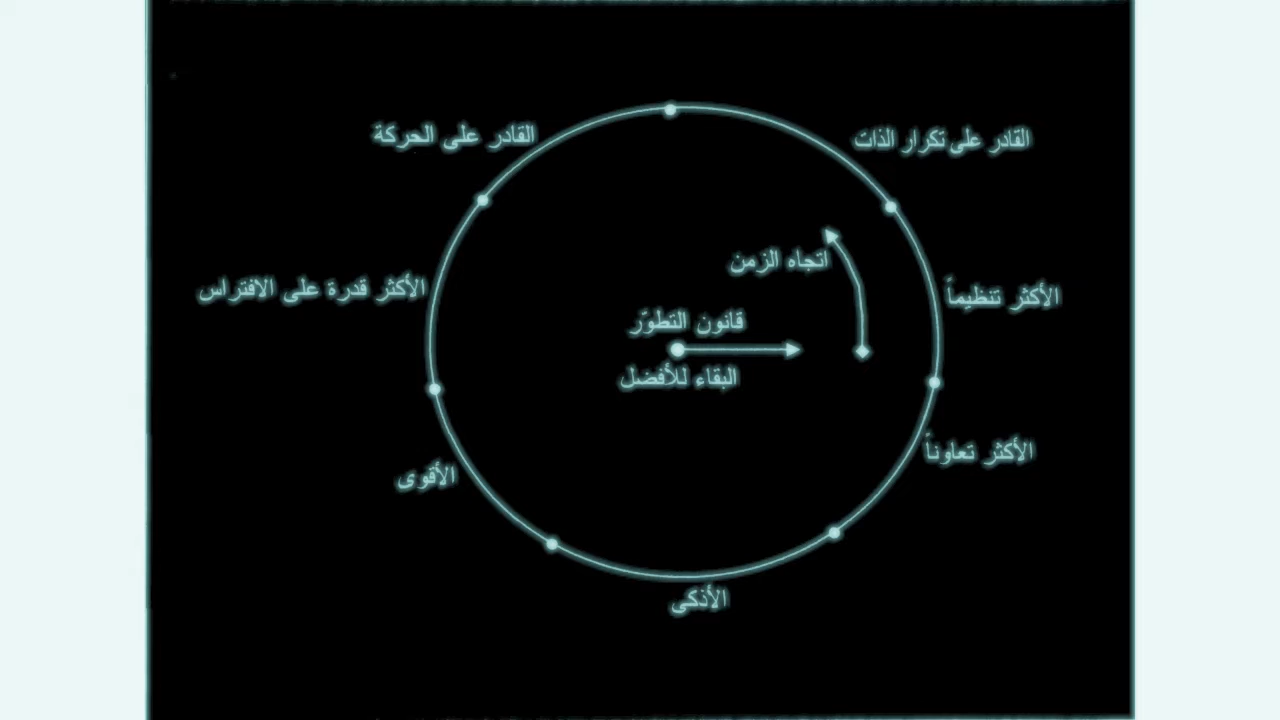 القادر على تكرار الذات
القادر على الحركة
اتجاه الزمن
الأكثر تنظيماً
الأكثر قدرة على الافتراس
قانون التطوّر
البقاء للأفضل
الأكثر تعاوناً
الأقوى
الأذكى